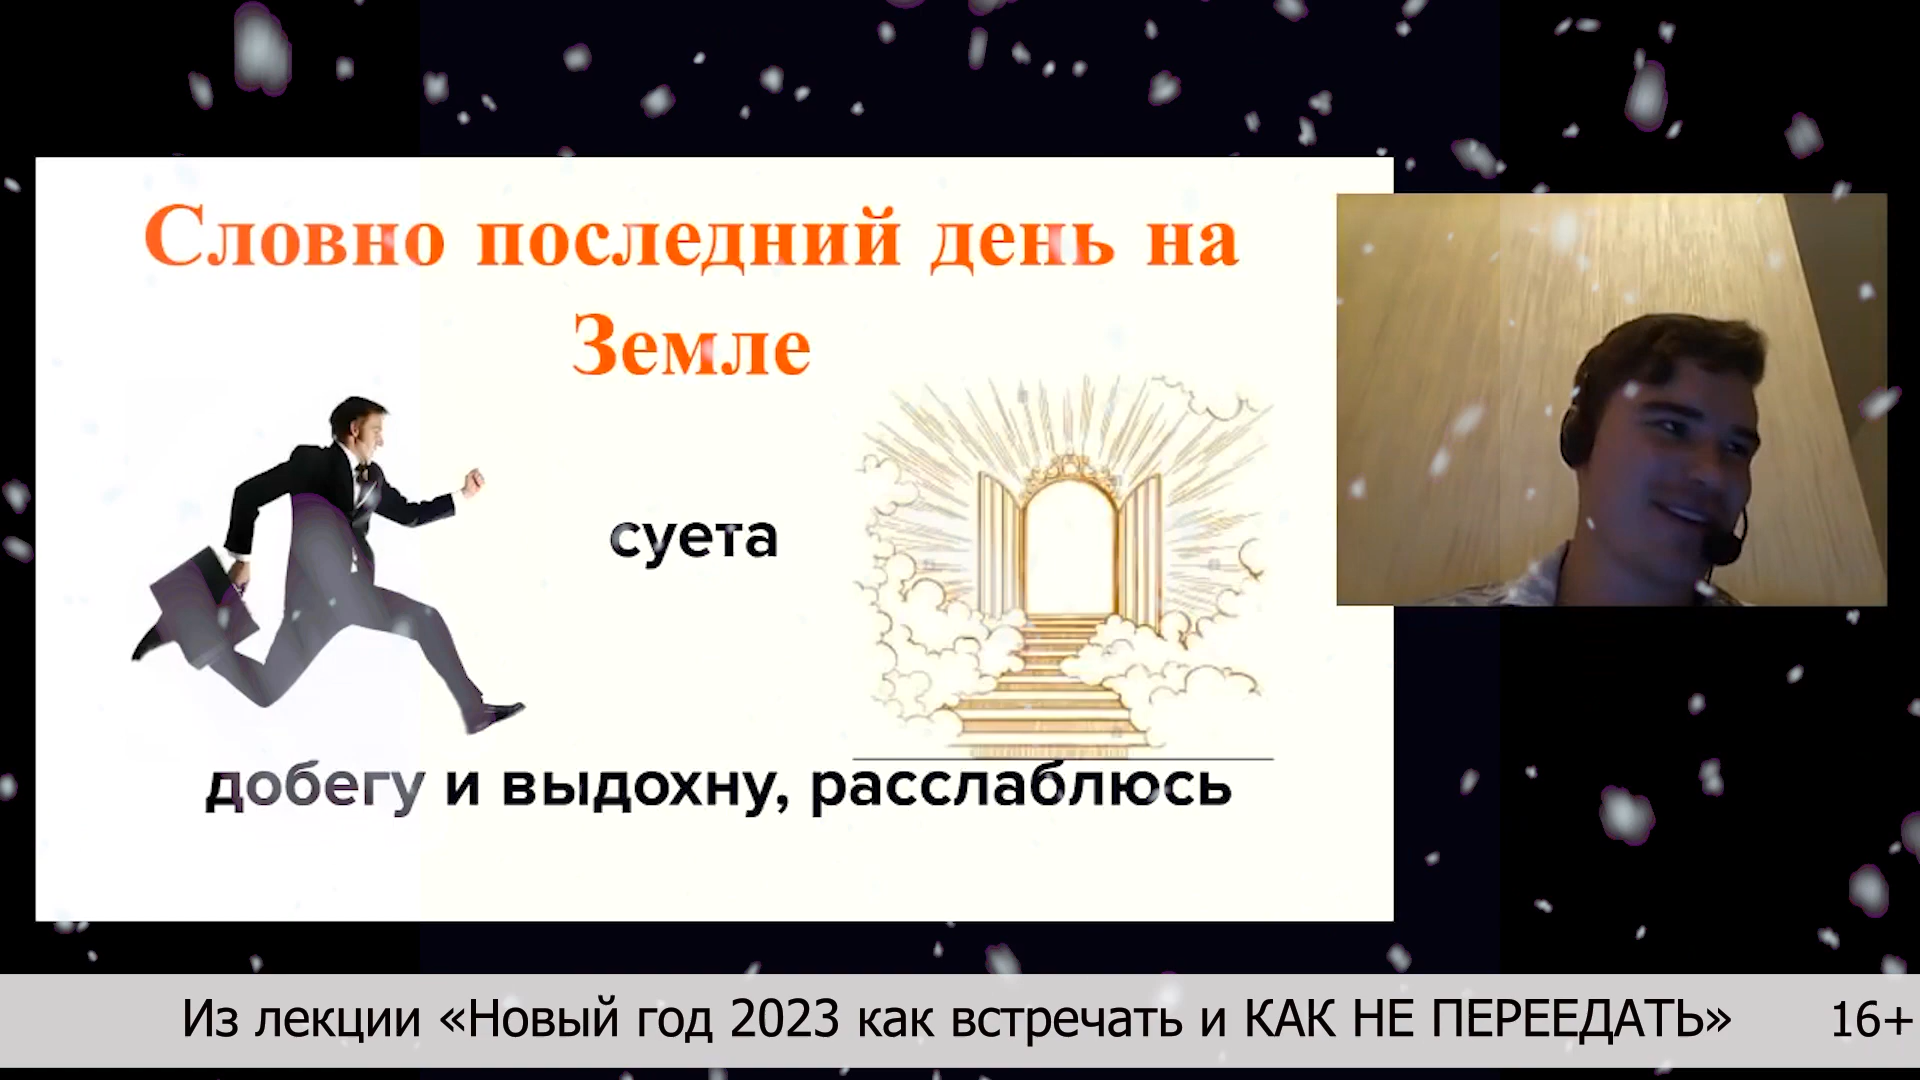 Словно последний день на
Земле
суета
добегу и выдохну, расслаблюсь
Из лекции «Новый год 2023 как встречать и КАК НЕ ПЕРЕЕДАТЬ» 16+